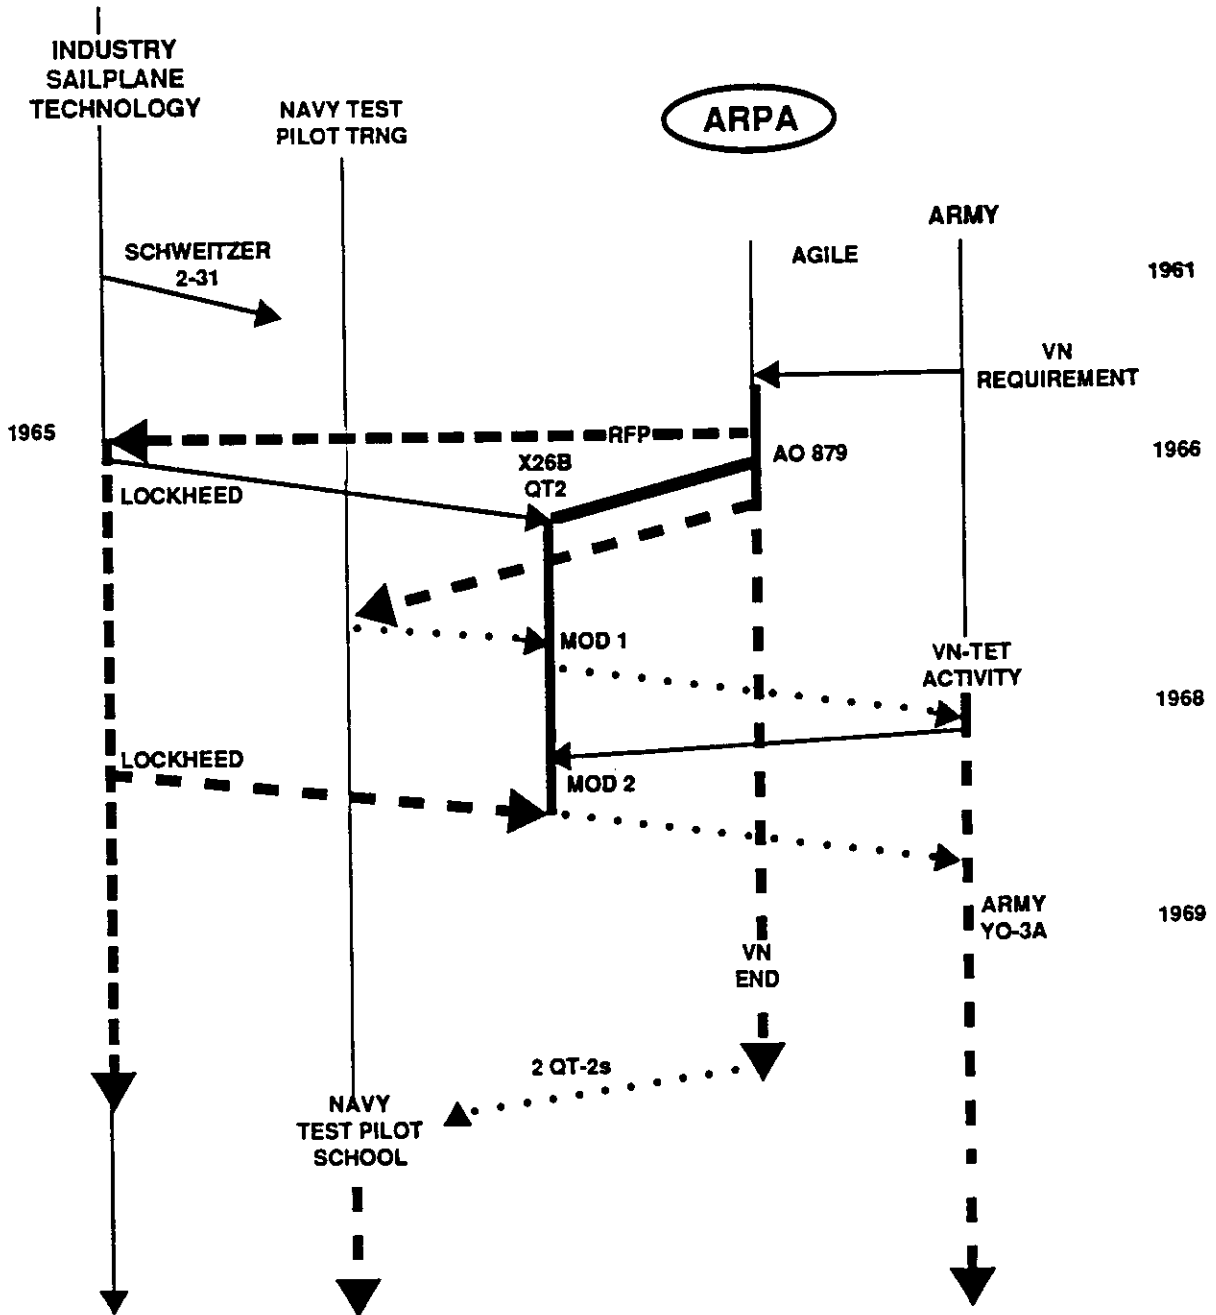 INDUSTRY
SAILPLANE
TECHNOLOGY
NAVY TEST
PILOT TRNG
ARPA
ARMY
SCHWEITZER
2-31
AGILE
1961
VN
REQUIREMENT
1965
RFP
1966
X26B
QT2
AO 879
LOCKHEED
MOD 1
VN-TET
ACTIVITY
1968
LOCKHEED
MOD 2
ARMY
YO-3A
1969
VN
END
2 QT-2s
NAVY
TEST PILOT
SCHOOL